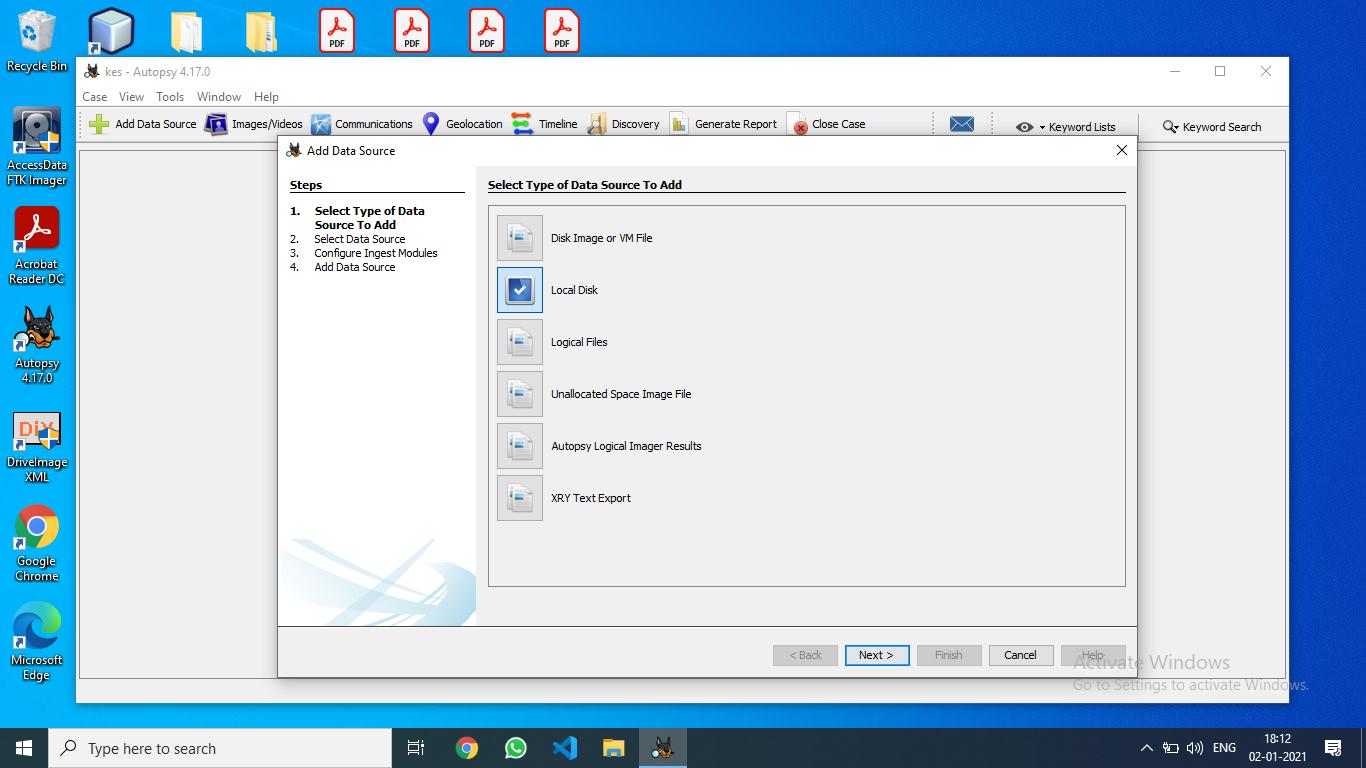 Recycle Bin
PDF
PDF
PDF
PDF
kes - Autopsy 4.17.0
Case View Tools Window Help
Add Data Source Images/Videos Communications Geolocation Timeline Discovery Generate Report Close Case Keyword Lists Keyword Search
AccessData
FTK Imager
Acrobat
Reader DC
Autopsy
4.17.0
DiX
DriveImage
XML
Google
Chrome
Microsoft
Edge
Add Data Source
Steps
1. Select Type of Data
Source To Add
2. Select Data Source
3. Configure Ingest Modules
4. Add Data Source
Select Type of Data Source To Add
Disk Image or VM File
Local Disk
Logical Files
Unallocated Space Image File
Autopsy Logical Imager Results
XRY Text Export
< Back Next > Finish Cancel Help
Activate Windows
Go to Settings to activate Windows.
Type here to search
ENG
18:12
02-01-2021